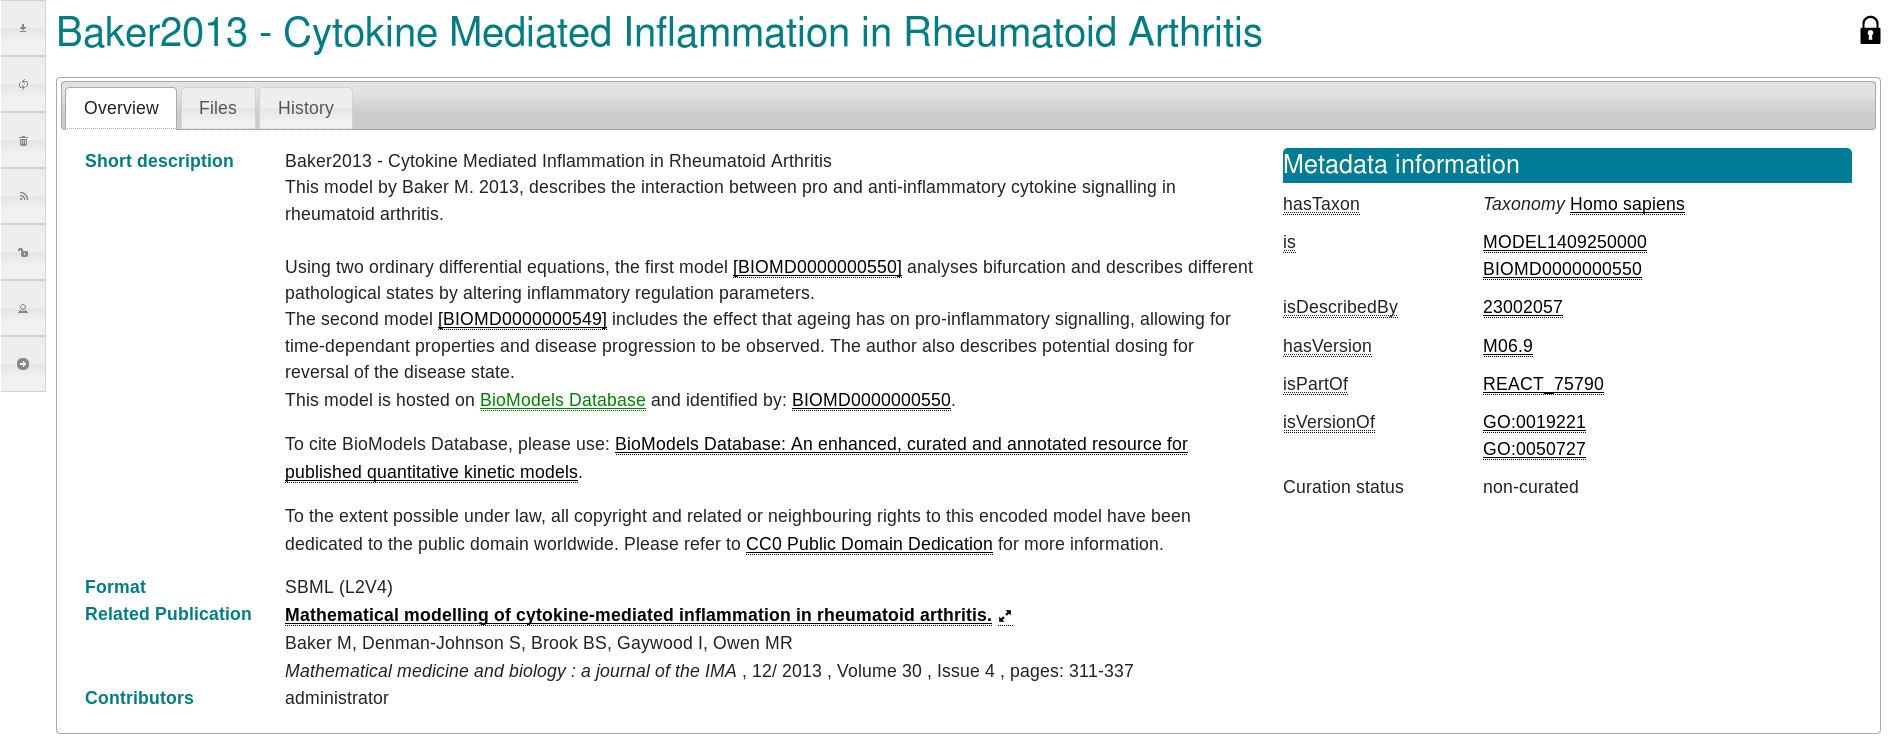 Baker2013 - Cytokine Mediated Inflammation in Rheumatoid Arthritis
Overview
Files
History
Short description
Baker2013 - Cytokine Mediated Inflammation in Rheumatoid Arthritis
This model by Baker M. 2013, describes the interaction between pro and anti-inflammatory cytokine signalling in
rheumatoid arthritis.
Using two ordinary differential equations, the first model [BIOMD0000000550] analyses bifurcation and describes different
pathological states by altering inflammatory regulation parameters.
The second model [BIOMD0000000549] includes the effect that ageing has on pro-inflammatory signalling, allowing for
time-dependant properties and disease progression to be observed. The author also describes potential dosing for
reversal of the disease state.
This model is hosted on BioModels Database and identified by: BIOMD0000000550.
To cite BioModels Database, please use: BioModels Database: An enhanced, curated and annotated resource for
published quantitative kinetic models.
To the extent possible under law, all copyright and related or neighbouring rights to this encoded model have been
dedicated to the public domain worldwide. Please refer to CC0 Public Domain Dedication for more information.
Format
SBML (L2V4)
Related Publication
Mathematical modelling of cytokine-mediated inflammation in rheumatoid arthritis.
Baker M, Denman-Johnson S, Brook BS, Gaywood I, Owen MR
Mathematical medicine and biology : a journal of the IMA , 12/ 2013 , Volume 30 , Issue 4 , pages: 311-337
Contributors
administrator
Metadata information
hasTaxon
Taxonomy Homo sapiens
is
MODEL1409250000
BIOMD0000000550
isDescribedBy
23002057
hasVersion
M06.9
isPartOf
REACT_75790
isVersionOf
GO:0019221
GO:0050727
Curation status
non-curated